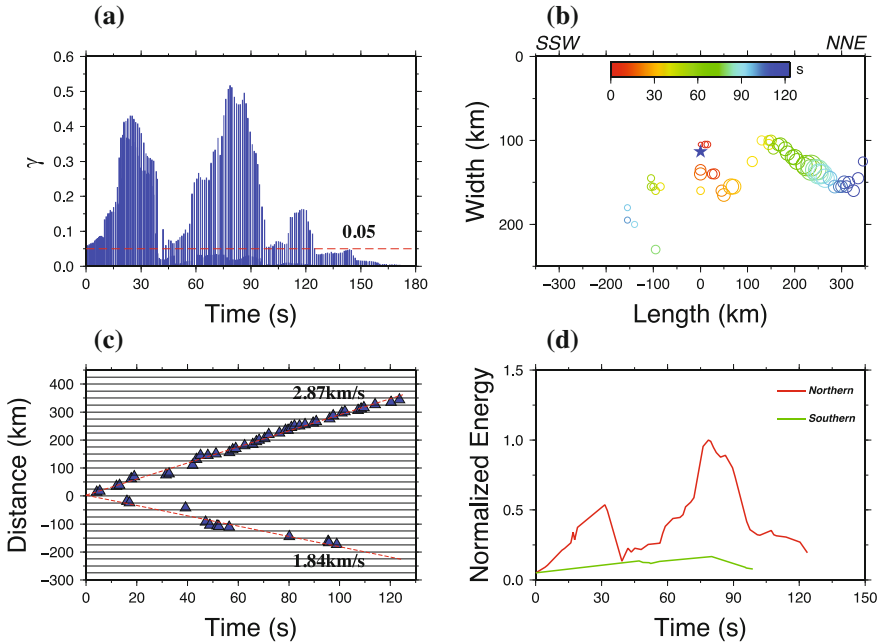 (a)
0.6
0.5
0.4
0.3
0.2
0.1
0.0
γ
0.05
0 30 60 90 120 150 180
Time (s)
(b)
SSW NNE
0
100
200
Width (km)
s
0 30 60 90 120
−300 −200 −100 0 100 200 300
Length (km)
(c)
400
300
200
100
0
−100
−200
−300
Distance (km)
2.87km/s
1.84km/s
0 20 40 60 80 100 120
Time (s)
(d)
1.5
1.0
0.5
0.0
Normalized Energy
Northern
Southern
0 30 60 90 120 150
Time (s)